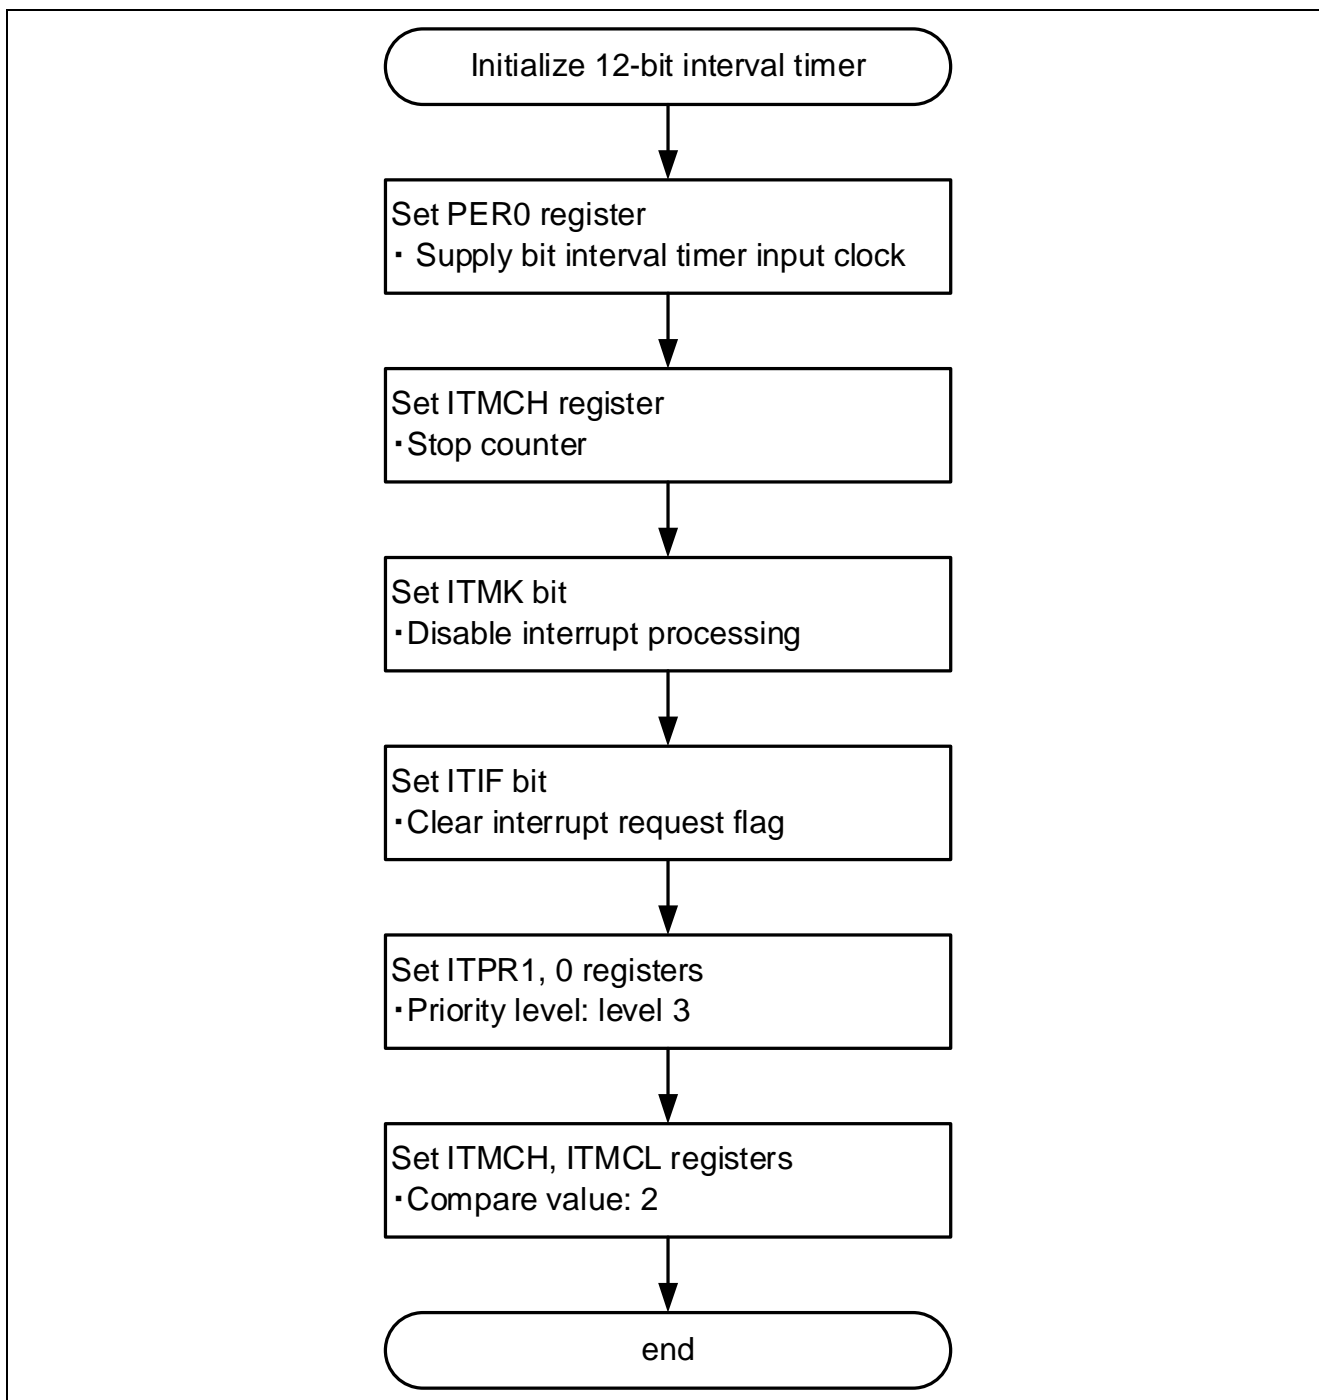 Initialize 12-bit interval timer
Set PER0 register
・ Supply bit interval timer input clock
Set ITMCH register
・Stop counter
Set ITMK bit
・Disable interrupt processing
Set ITIF bit
・Clear interrupt request flag
Set ITPR1, 0 registers
・Priority level: level 3
Set ITMCH, ITMCL registers
・Compare value: 2
end